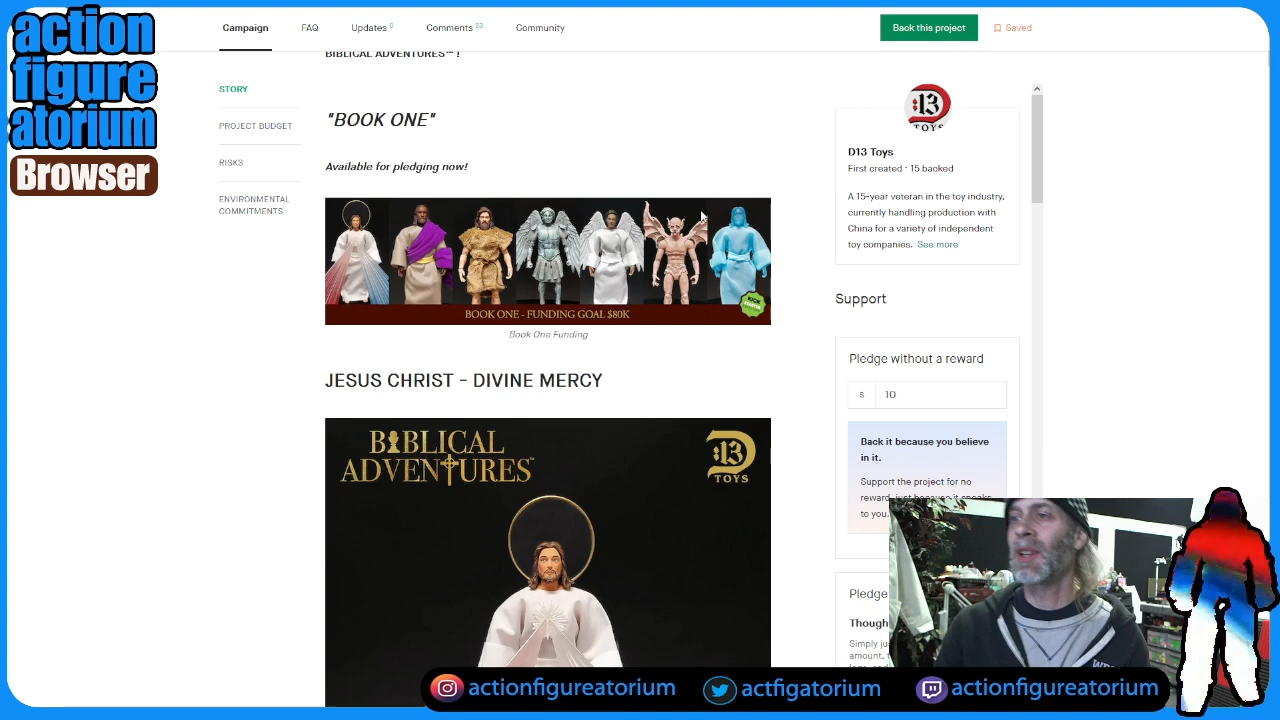 action
figure
atorium
Browser
Campaign
FAQ
Updates 0
Comments 23
Community
Back this project
Saved
BIBLICAL ADVENTURES™ !
STORY
PROJECT BUDGET
RISKS
ENVIRONMENTAL
COMMITMENTS
"BOOK ONE"
Available for pledging now!
BOOK ONE - FUNDING GOAL $80K
Book One Funding
JESUS CHRIST - DIVINE MERCY
BIBLICAL
ADVENTURES™
:13
TOYS
:13
TOYS
D13 Toys
First created · 15 backed
A 15-year veteran in the toy industry,
currently handling production with
China for a variety of independent
toy companies. See more
Support
Pledge without a reward
$ 10
Back it because you believe
in it.
Support the project for no
reward, just because it speaks
to you.
Pledge
Though
Simply ju
amount,
actionfigureatorium
actfigatorium
actionfigureatorium